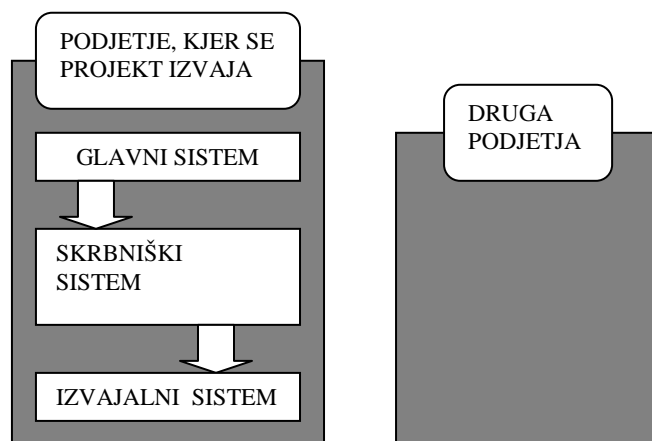 PODJETJE, KJER SE
PROJEKT IZVAJA
GLAVNI SISTEM
SKRBNIŠKI
SISTEM
IZVAJALNI SISTEM
DRUGA
PODJETJA